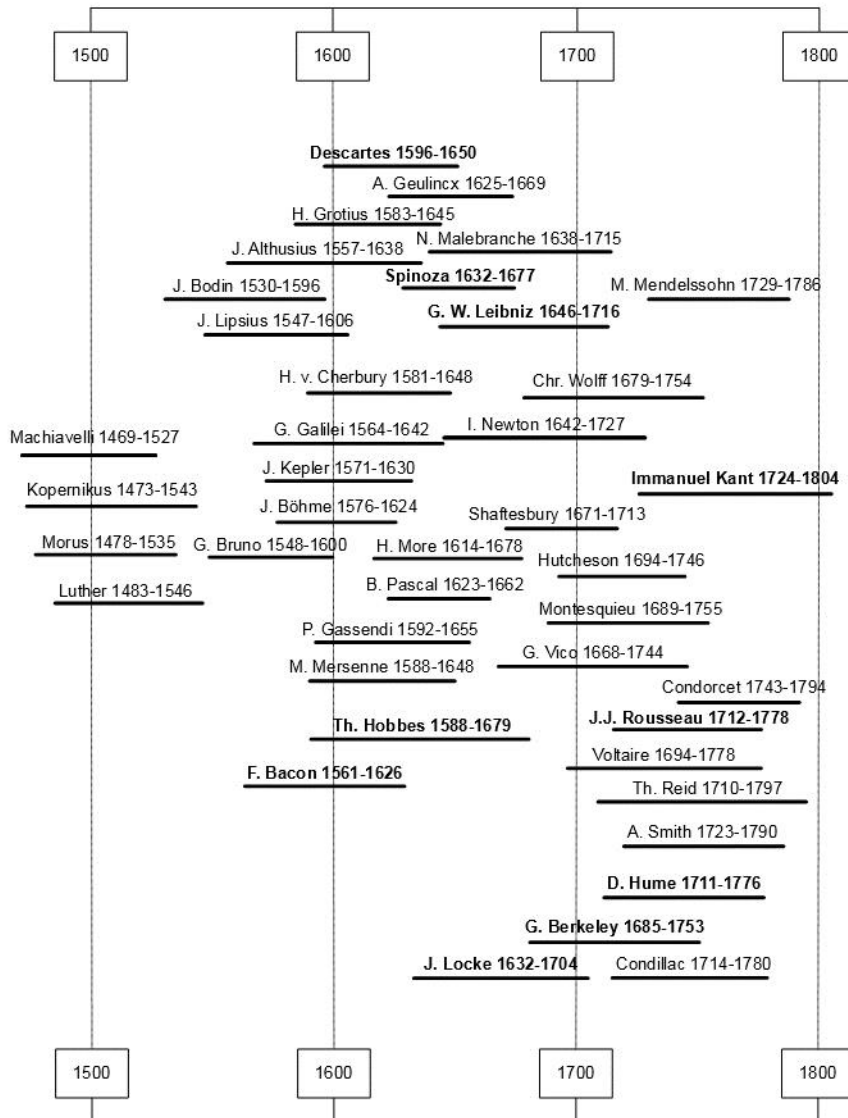 1500 1600 1700 1800
Descartes 1596-1650
A. Geulincx 1625-1669
H. Grotius 1583-1645
N. Malebranche 1638-1715
J. Althusius 1557-1638
Spinoza 1632-1677
J. Bodin 1530-1596
M. Mendelssohn 1729-1786
G. W. Leibniz 1646-1716
J. Lipsius 1547-1606
H. v. Cherbury 1581-1648
Chr. Wolff 1679-1754
I. Newton 1642-1727
G. Galilei 1564-1642
Machiavelli 1469-1527
J. Kepler 1571-1630
Immanuel Kant 1724-1804
Kopernikus 1473-1543
J. Böhme 1576-1624
Shaftesbury 1671-1713
Morus 1478-1535
G. Bruno 1548-1600
H. More 1614-1678
Hutcheson 1694-1746
Luther 1483-1546
B. Pascal 1623-1662
Montesquieu 1689-1755
P. Gassendi 1592-1655
G. Vico 1668-1744
M. Mersenne 1588-1648
Condorcet 1743-1794
J.J. Rousseau 1712-1778
Th. Hobbes 1588-1679
Voltaire 1694-1778
F. Bacon 1561-1626
Th. Reid 1710-1797
A. Smith 1723-1790
D. Hume 1711-1776
G. Berkeley 1685-1753
J. Locke 1632-1704
Condillac 1714-1780
1500 1600 1700 1800